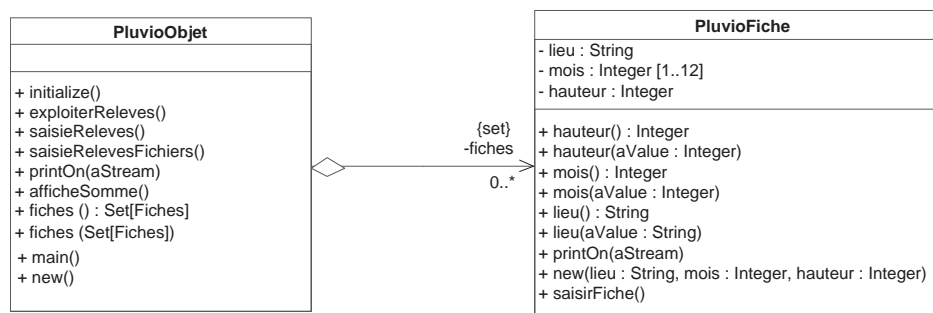 PluvioObjet
+ initialize()
+ exploiterReleves()
+ saisieReleves()
+ saisieRelevesFichiers()
+ printOn(aStream)
+ afficheSomme()
+ fiches () : Set[Fiches]
+ fiches (Set[Fiches])
+ main()
+ new()
{set}
-fiches
0..*
PluvioFiche
- lieu : String
- mois : Integer [1..12]
- hauteur : Integer
+ hauteur() : Integer
+ hauteur(aValue : Integer)
+ mois() : Integer
+ mois(aValue : Integer)
+ lieu() : String
+ lieu(aValue : String)
+ printOn(aStream)
+ new(lieu : String, mois : Integer, hauteur : Integer)
+ saisirFiche()